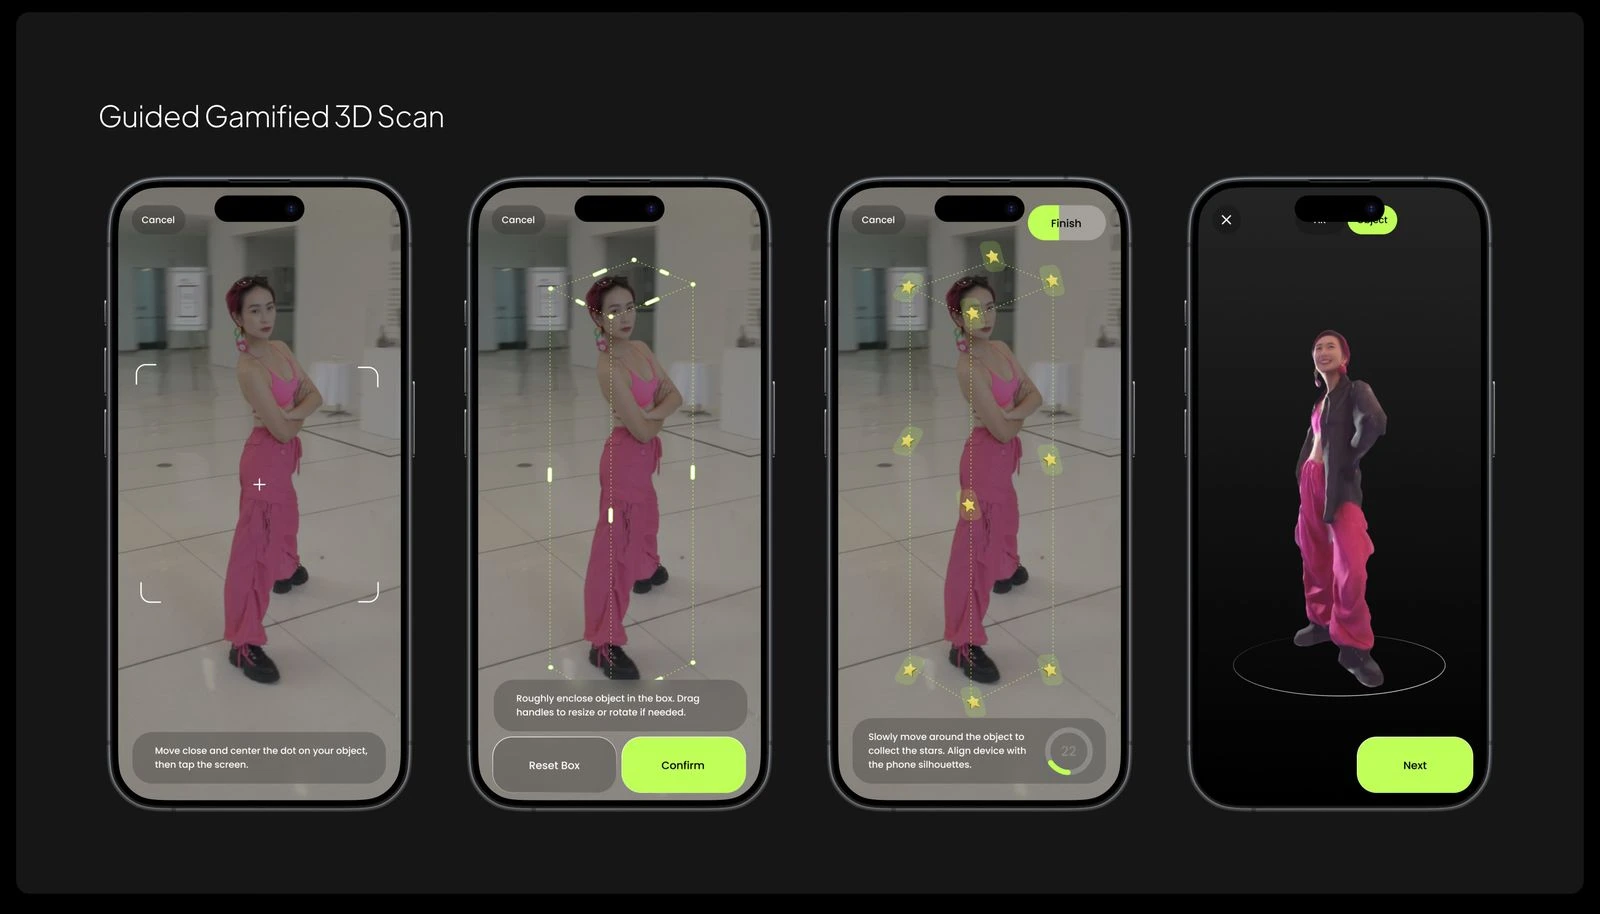 Guided Gamified 3D Scan
Cancel
Move close and center the dot on your object,
then tap the screen.
Cancel
Roughly enclose object in the box. Drag
handles to resize or rotate if needed.
Reset Box
Confirm
Cancel
Finish
Slowly move around the object to
collect the stars. Align device with
the phone silhouettes.
22
Next